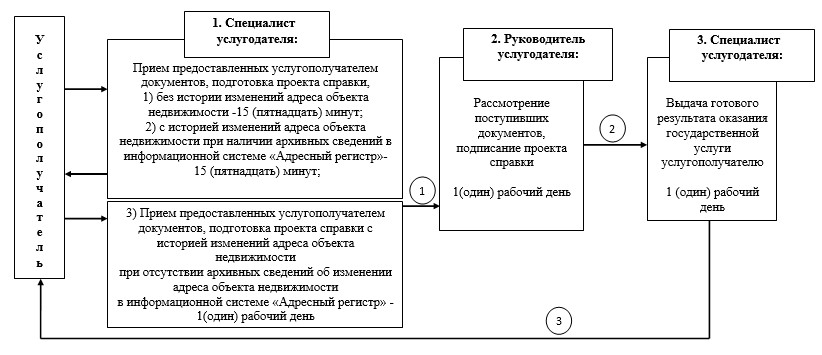 Услугополучатель
1. Специалист
услугодателя:
Прием предоставленных услугополучателем
документов, подготовка проекта справки,
1) без истории изменений адреса объекта
недвижимости -15 (пятнадцать) минут;
2) с историей изменений адреса объекта
недвижимости при наличии архивных сведений в
информационной системе «Адресный регистр»-
15 (пятнадцать) минут;
3) Прием предоставленных услугополучателем
документов, подготовка проекта справки с
историей изменений адреса объекта
недвижимости
при отсутствии архивных сведений об изменении
адреса объекта недвижимости
в информационной системе «Адресный регистр» -
1(один) рабочий день
1
2. Руководитель
услугодателя:
Рассмотрение
поступивших
документов,
подписание проекта
справки
1(один) рабочий день
2
3. Специалист
услугодателя:
Выдача готового
результата оказания
государственной
услуги
услугополучателю
1 (один) рабочий
день
3